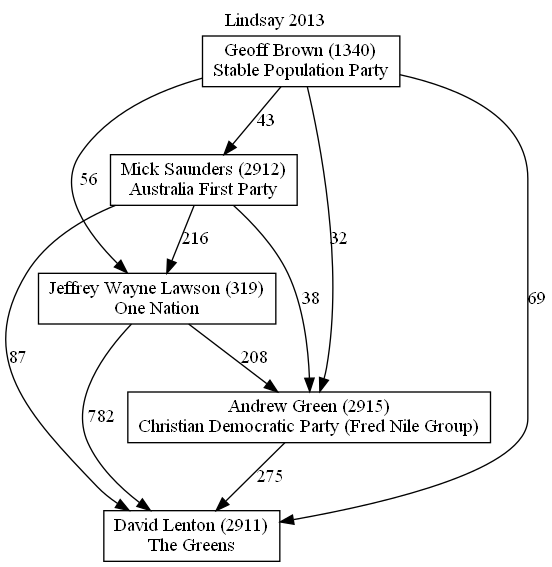 Lindsay 2013
Geoff Brown (1340)
Stable Population Party
43
Mick Saunders (2912)
Australia First Party
56
216
32
69
Jeffrey Wayne Lawson (319)
One Nation
38
87
208
782
Andrew Green (2915)
Christian Democratic Party (Fred Nile Group)
275
David Lenton (2911)
The Greens